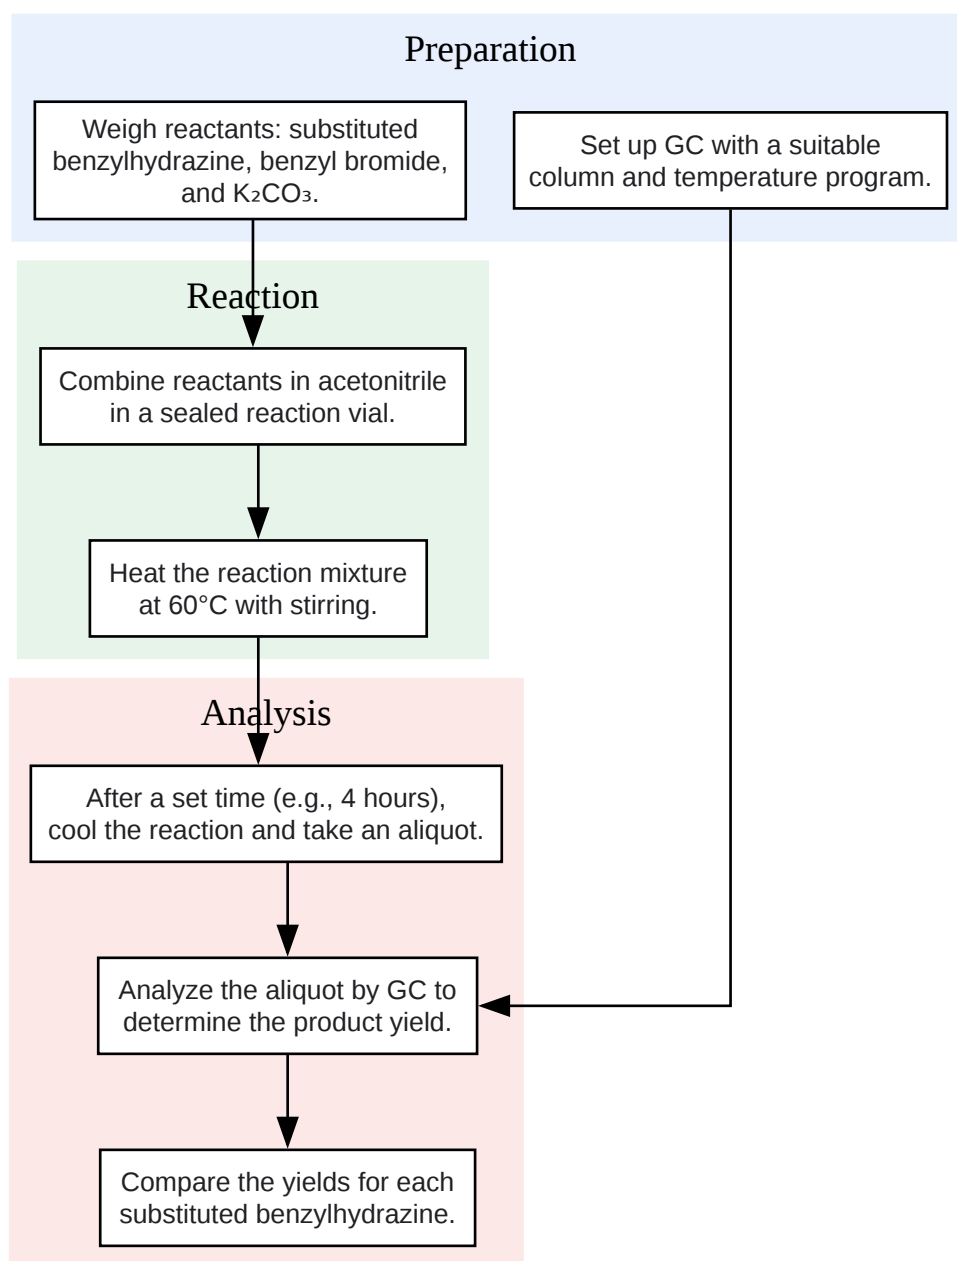 Preparation
Weigh reactants: substituted
benzylhydrazine, benzyl bromide,
and K₂CO₃.
Set up GC with a suitable
column and temperature program.
Reaction
Combine reactants in acetonitrile
in a sealed reaction vial.
Heat the reaction mixture
at 60°C with stirring.
Analysis
After a set time (e.g., 4 hours),
cool the reaction and take an aliquot.
Analyze the aliquot by GC to
determine the product yield.
Compare the yields for each
substituted benzylhydrazine.